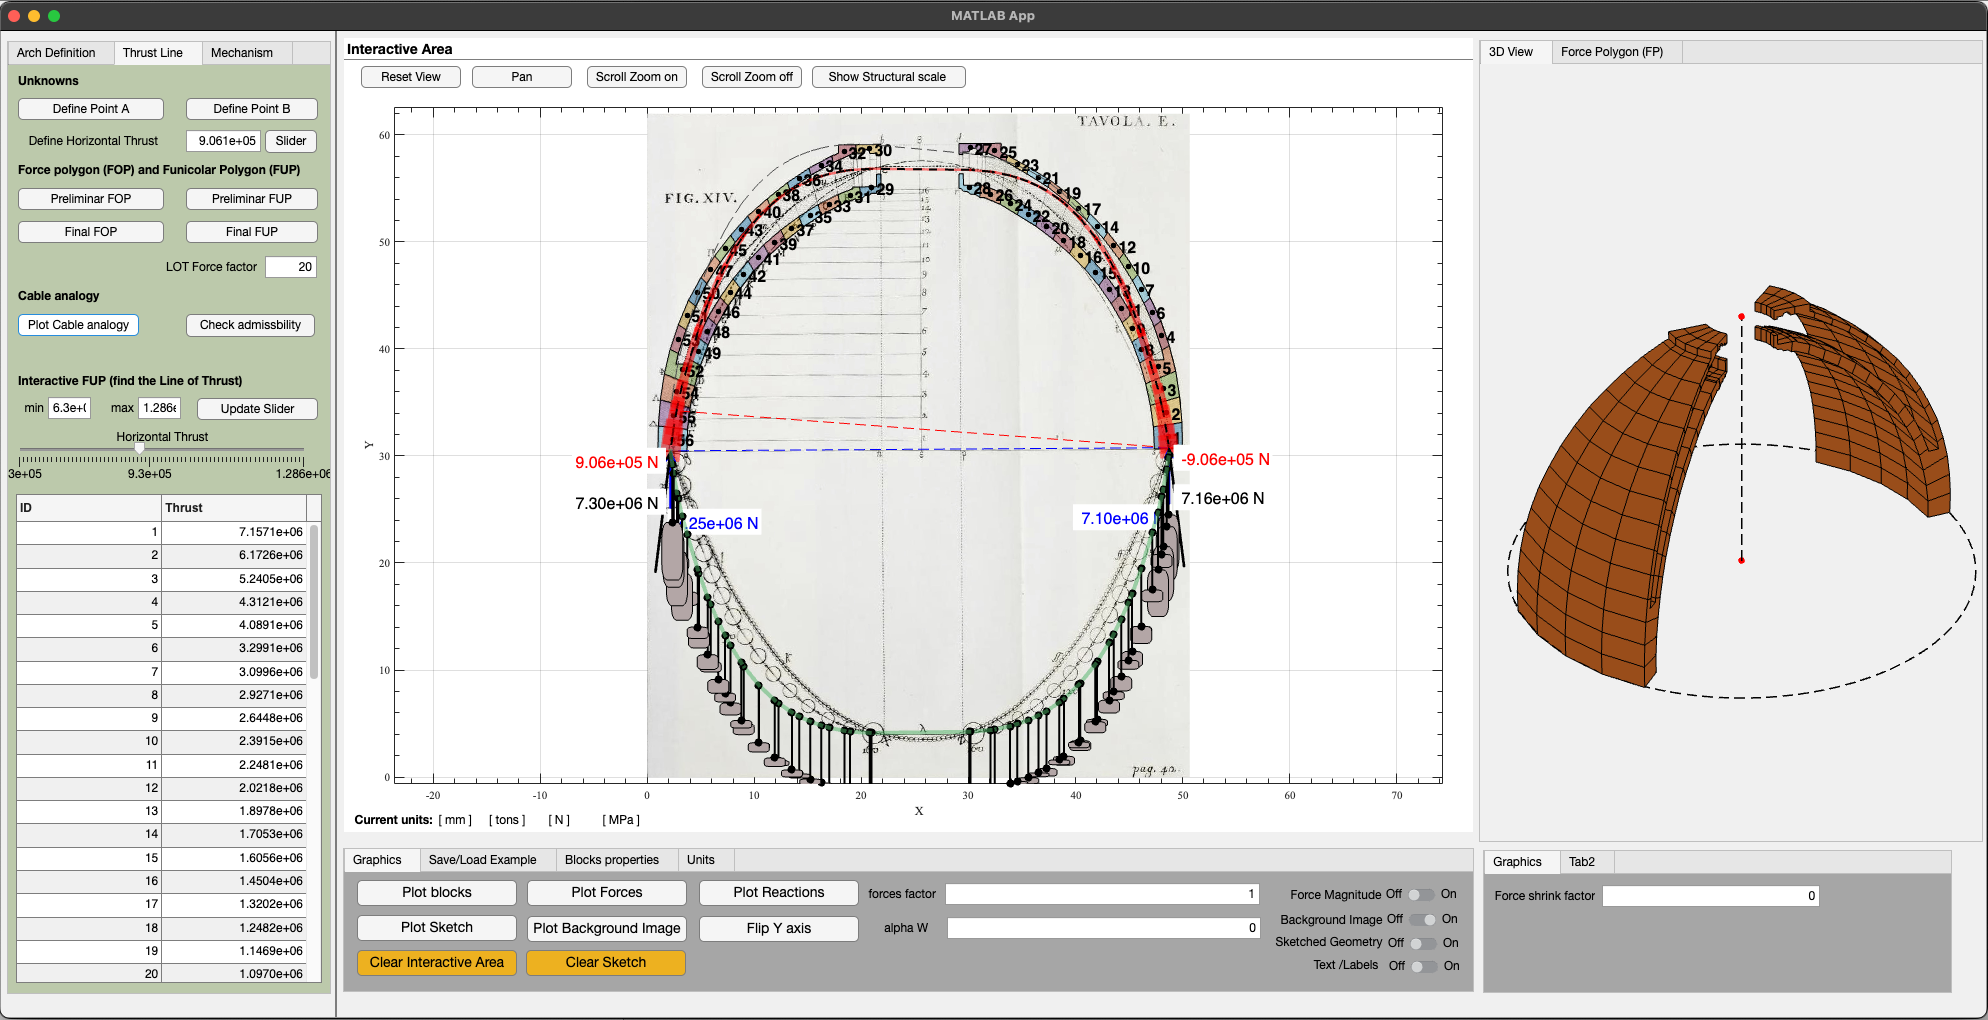 MATLAB App
Arch Definition
Thrust Line
Mechanism
Unknowns
Define Point A
Define Point B
Define Horizontal Thrust
9.061e+05
Slider
Force polygon (FOP) and Funicolar Polygon (FUP)
Preliminar FOP
Preliminar FUP
Final FOP
Final FUP
LOT Force factor
20
Cable analogy
Plot Cable analogy
Check admissbility
Interactive FUP (find the Line of Thrust)
min
max
1.286e
Update Slider
Horizontal Thrust
3e+05
9.3e+05
1.286e+06
ID
Thrust
1 7.1571e+06
2 6.1726e+06
3 5.2405e+06
4 4.3121e+06
5 4.0891e+06
6 3.2991e+06
7 3.0996e+06
8 2.9271e+06
9 2.6448e+06
10 2.3915e+06
11 2.2481e+06
12 2.0218e+06
13 1.8978e+06
14 1.7053e+06
15 1.6056e+06
16 1.4504e+06
17 1.3202e+06
18 1.2482e+06
19 1.1469e+06
20 1.0970e+06
Interactive Area
Reset View
Pan
Scroll Zoom on
Scroll Zoom off
Show Structural scale
TAVOLA. E.
FIG. XIV.
pag. 42.
60
50
40
30
20
10
0
-20
-10
0
10
20
30
40
50
60
70
X
Y
32
30
34
36
38
40
43
45
47
29
31
33
35
37
39
41
42
44
46
48
49
52
54
55
56
27
25
23
21
19
17
14
12
10
7
6
4
5
3
2
28
26
24
22
20
18
16
15
9.06e+05 N
7.30e+06 N
25e+06 N
-9.06e+05 N
7.16e+06 N
7.10e+06
Current units: [ mm ] [ tons ] [ N ] [ MPa ]
Graphics
Save/Load Example
Blocks properties
Units
Plot blocks
Plot Forces
Plot Reactions
forces factor
1
Plot Sketch
Plot Background Image
Flip Y axis
alpha W
0
Clear Interactive Area
Clear Sketch
Force Magnitude Off On
Background Image Off On
Sketched Geometry Off On
Text /Labels Off On
3D View
Force Polygon (FP)
Graphics
Tab2
Force shrink factor
0